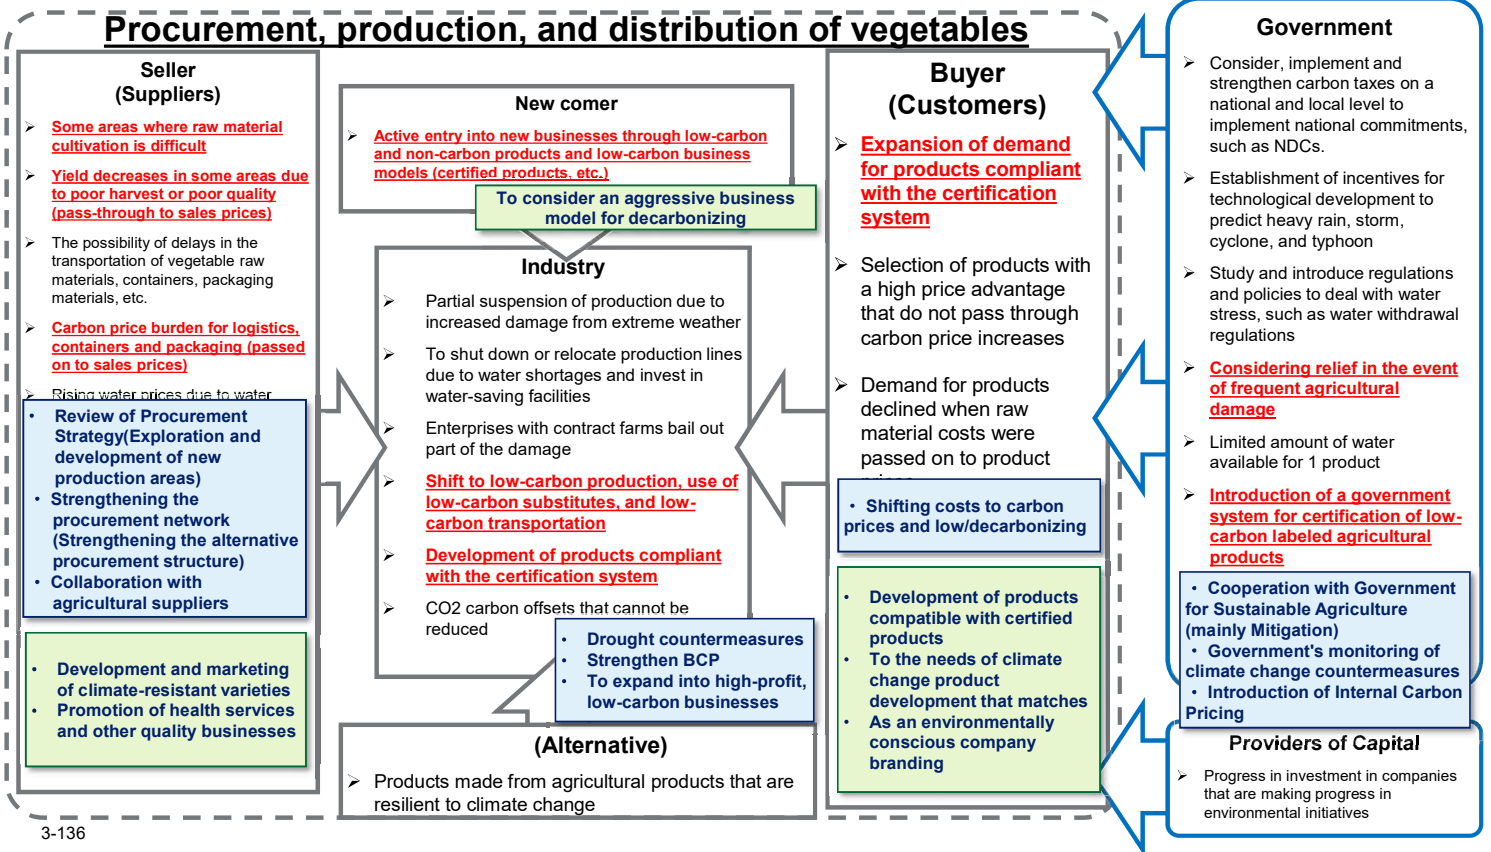 Procurement, production, and distribution of vegetables
Seller
(Suppliers)
➢ Some areas where raw material
cultivation is difficult
➢ Yield decreases in some areas due
to poor harvest or poor quality
(pass-through to sales prices)
➢ The possibility of delays in the
transportation of vegetable raw
materials, containers, packaging
materials, etc.
➢ Carbon price burden for logistics,
containers and packaging (passed
on to sales prices)
➢ Rising water prices due to water
• Review of Procurement
Strategy(Exploration and
development of new
production areas)
• Strengthening the
procurement network
(Strengthening the alternative
procurement structure)
• Collaboration with
agricultural suppliers
• Development and marketing
of climate-resistant varieties
• Promotion of health services
and other quality businesses
New comer
➢ Active entry into new businesses through low-carbon
and non-carbon products and low-carbon business
models (certified products, etc.)
To consider an aggressive business
model for decarbonizing
Industry
➢ Partial suspension of production due to
increased damage from extreme weather
➢ To shut down or relocate production lines
due to water shortages and invest in
water-saving facilities
➢ Enterprises with contract farms bail out
part of the damage
➢ Shift to low-carbon production, use of
low-carbon substitutes, and low-
carbon transportation
➢ Development of products compliant
with the certification system
➢ CO2 carbon offsets that cannot be
reduced
• Drought countermeasures
• Strengthen BCP
• To expand into high-profit,
low-carbon businesses
(Alternative)
➢ Products made from agricultural products that are
resilient to climate change
Buyer
(Customers)
➢ Expansion of demand
for products compliant
with the certification
system
➢ Selection of products with
a high price advantage
that do not pass through
carbon price increases
➢ Demand for products
declined when raw
material costs were
passed on to product
• Shifting costs to carbon
prices and low/decarbonizing
• Development of products
compatible with certified
products
• To the needs of climate
change product
development that matches
• As an environmentally
conscious company
branding
Government
➢ Consider, implement and
strengthen carbon taxes on a
national and local level to
implement national commitments,
such as NDCs.
➢ Establishment of incentives for
technological development to
predict heavy rain, storm,
cyclone, and typhoon
➢ Study and introduce regulations
and policies to deal with water
stress, such as water withdrawal
regulations
➢ Considering relief in the event
of frequent agricultural
damage
➢ Limited amount of water
available for 1 product
➢ Introduction of a government
system for certification of low-
carbon labeled agricultural
products
• Cooperation with Government
for Sustainable Agriculture
(mainly Mitigation)
• Government's monitoring of
climate change countermeasures
• Introduction of Internal Carbon
Pricing
Providers of Capital
➢ Progress in investment in companies
that are making progress in
environmental initiatives
3-136